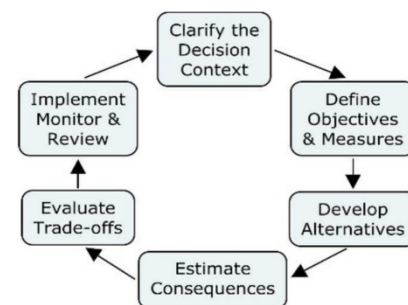 Clarify the
Decision
Context
Define
Objectives
& Measures
Develop
Alternatives
Estimate
Consequences
Evaluate
Trade-offs
Implement
Monitor &
Review